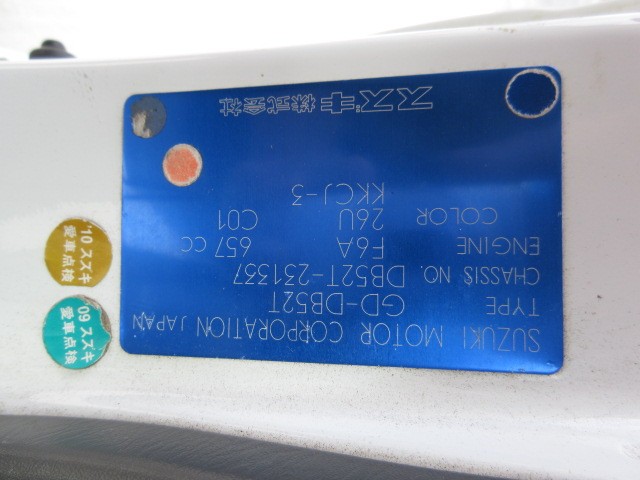 SUZUKI MOTOR CORPORATION JAPAN
TYPE GD-DB52T
CHASSIS NO. DB52T-231337
ENGINE F6A 657 CC
COLOR 26U C01
KKCJ-3
スズキ株式会社
'10 スズキ
愛車点検
'09 スズキ
愛車点検